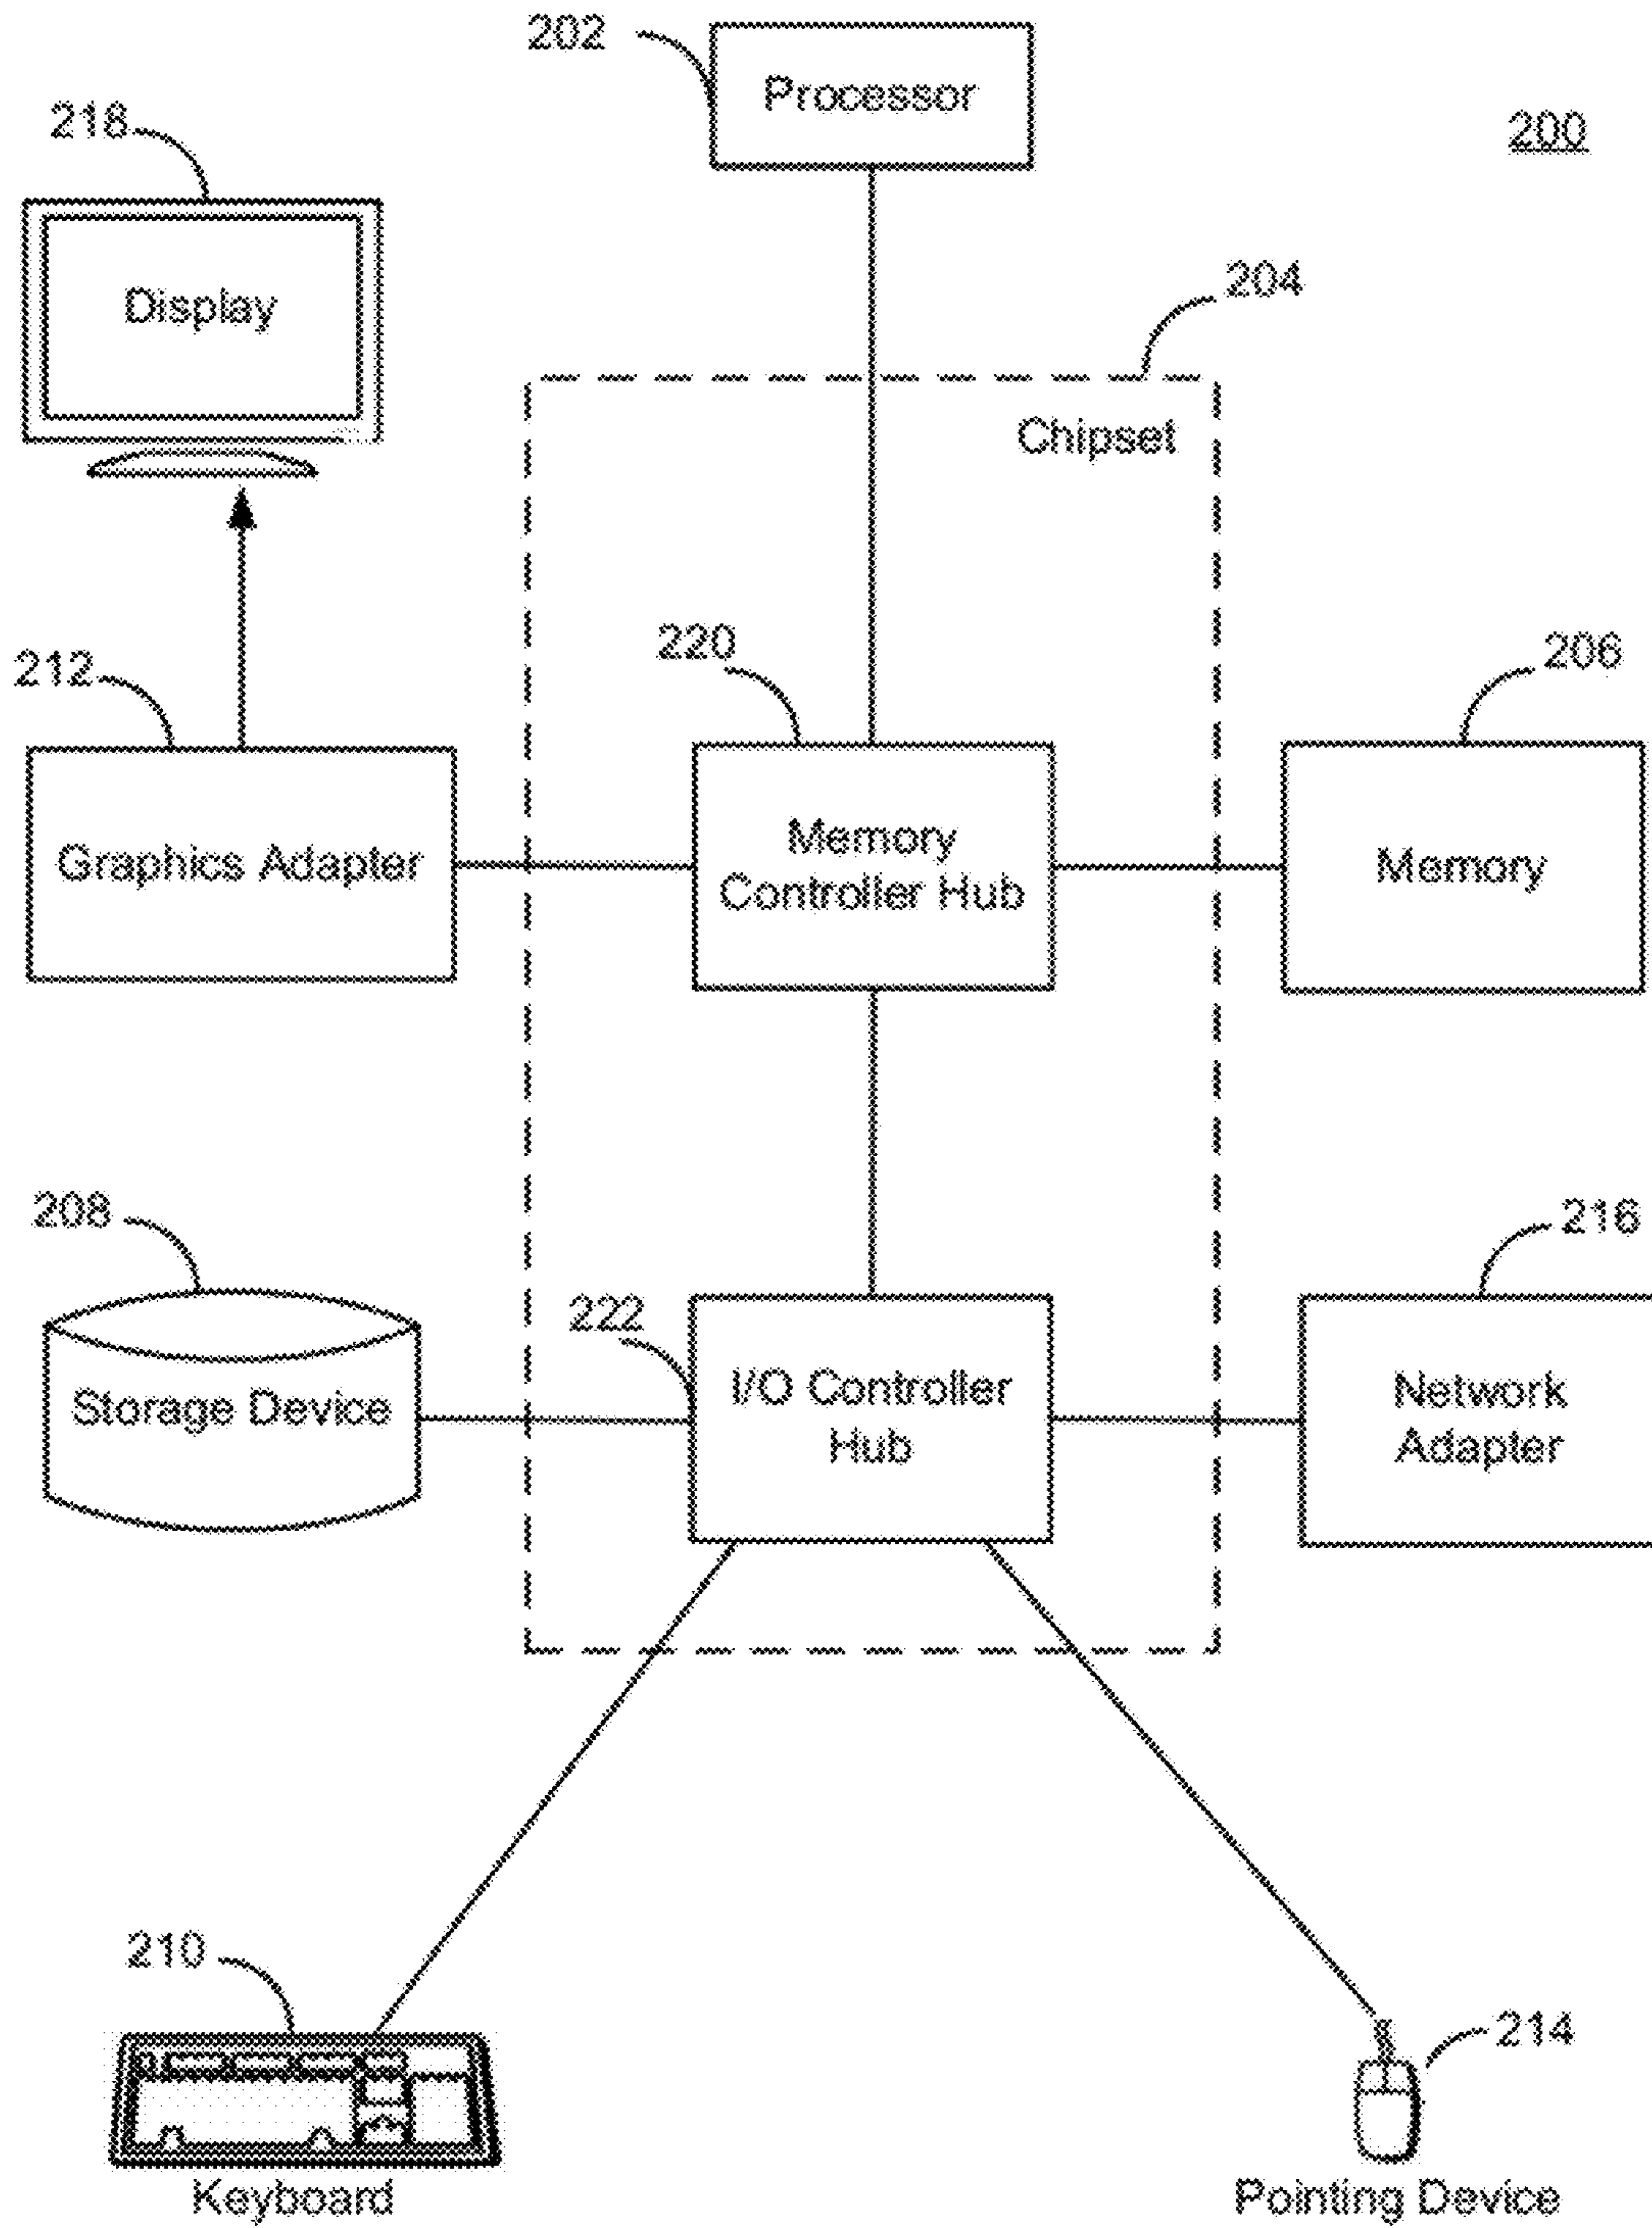 202
Processor
200
218
Display
204
Chipset
212
220
206
Graphics Adapter
Memory
Controller Hub
Memory
208
222
216
Storage Device
I/O Controller
Hub
Network
Adapter
210
214
Keyboard
Pointing Device